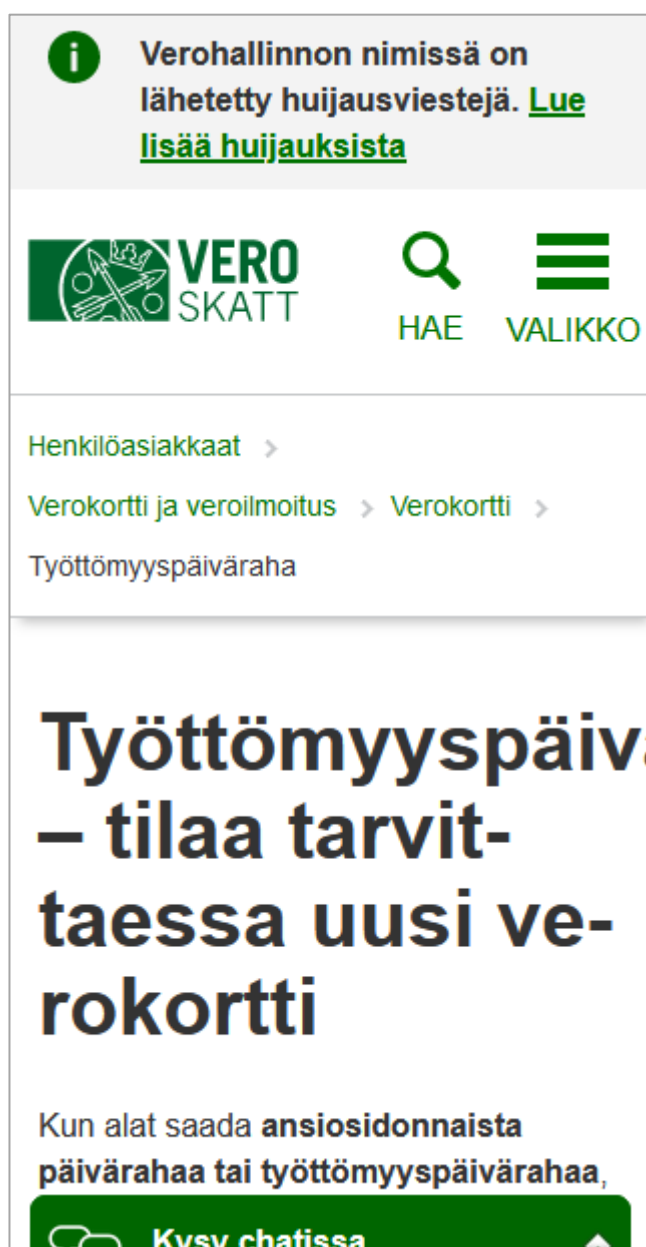 Verohallinnon nimissä on
lähetetty huijausviestejä. Lue
lisää huijauksista
VERO
SKATT
HAE
VALIKKO
Henkilöasiakkaat >
Verokortti ja veroilmoitus > Verokortti >
Työttömyyspäiväraha
Työttömyyspäiv
– tilaa tarvit-
taessa uusi ve-
rokortti
Kun alat saada ansiosidonnaista
päivärahaa tai työttömyyspäivärahaa,
Kysy chatissa